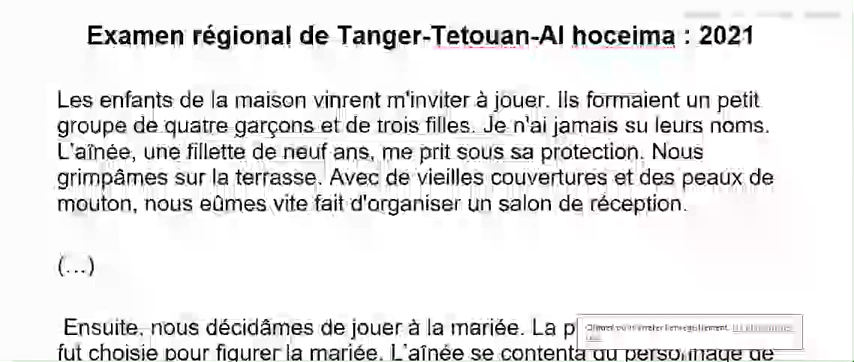 Examen régional de Tanger-Tetouan-Al hoceima : 2021
Les enfants de la maison vinrent m'inviter à jouer. Ils formaient un petit
groupe de quatre garçons et de trois filles. Je n'ai jamais su leurs noms.
L'aînée, une fillette de neuf ans, me prit sous sa protection. Nous
grimpâmes sur la terrasse. Avec de vieilles couvertures et des peaux de
mouton, nous eûmes vite fait d'organiser un salon de réception.
(...)
Ensuite, nous décidâmes de jouer à la mariée. La
fut choisie pour figurer la mariée. L'aînée se contenta du personnage de